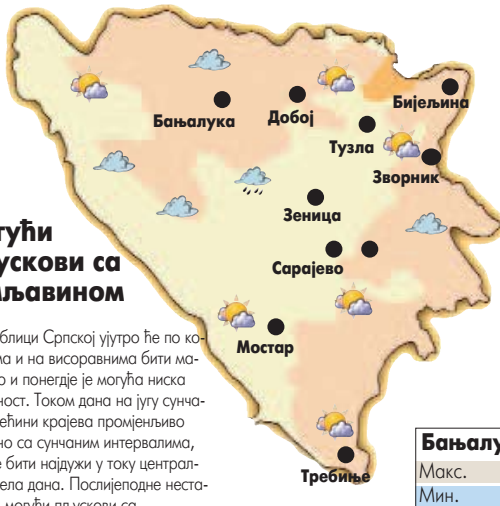 Бањалука
Добој
Бијељина
Тузла
Зворник
Зеница
Сарајево
Мостар
Требиње
гући
ускови са
љавином
блици Српској ујутро ће по ко-
ма и на висоравнима бити ма-
о и понегдје је могућа ниска
ност. Током дана на југу сунча-
ећини крајева промјенљиво
но са сунчаним интервалима,
е бити најдужи у току централ-
ела дана. Послијеподне неста-
Бањалу
Макс.
Мин.